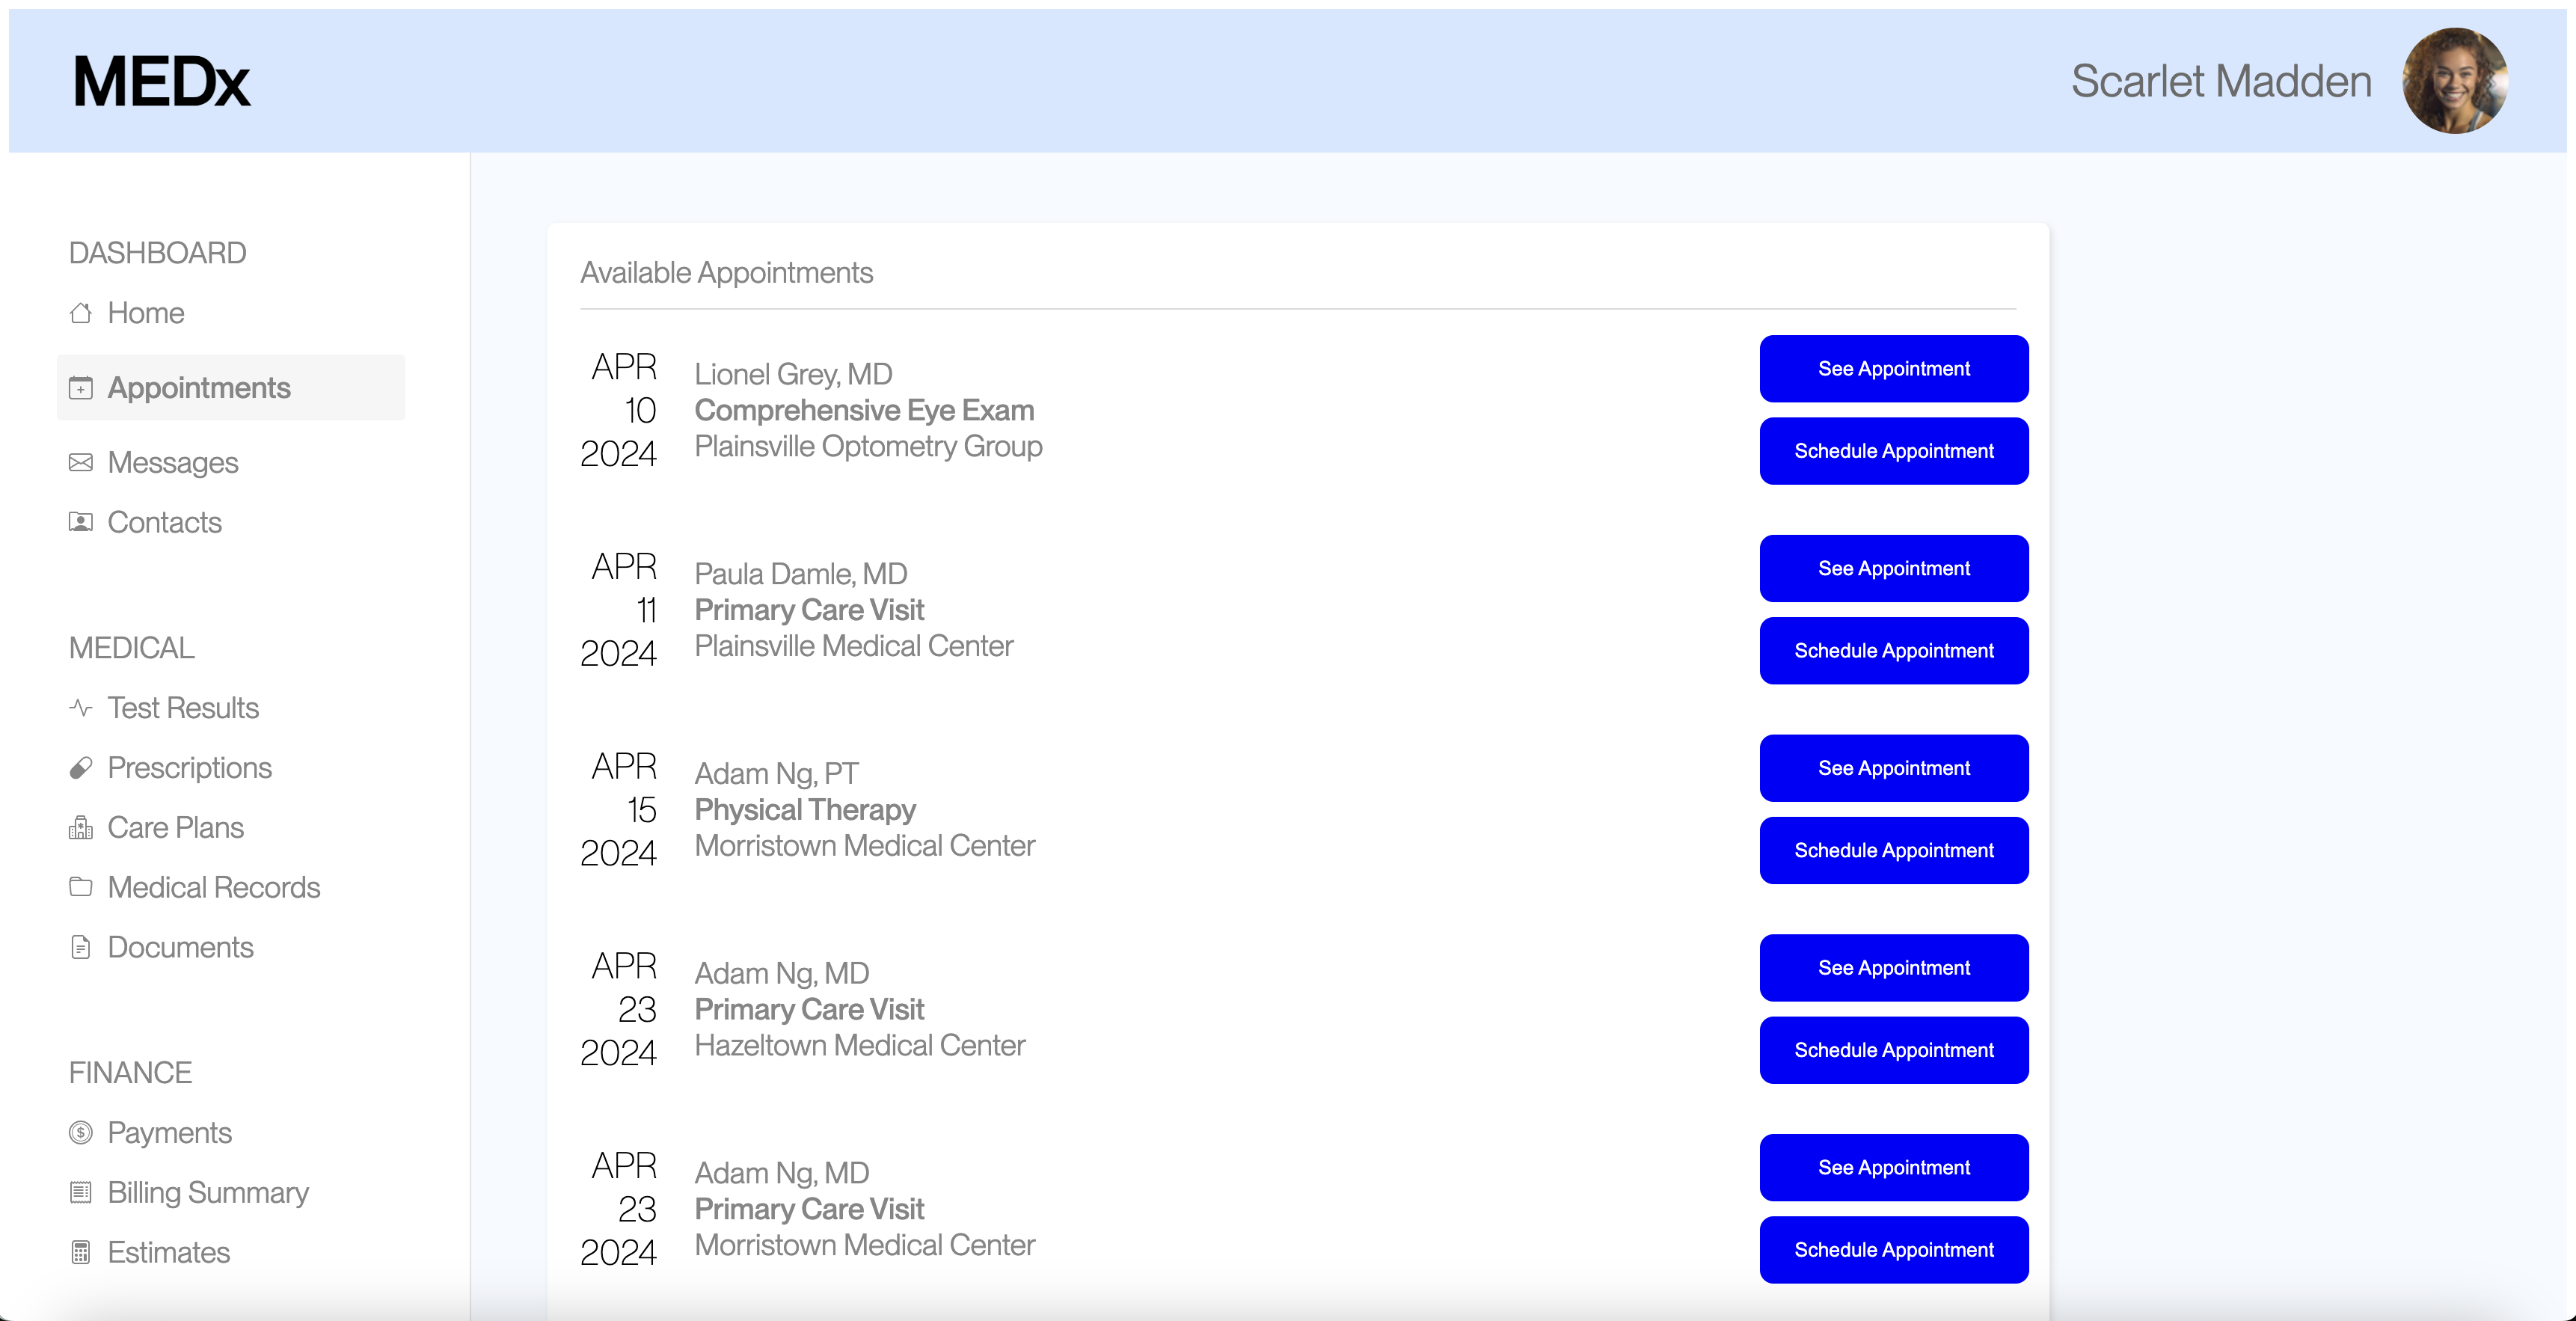 MEDx
Scarlet Madden
DASHBOARD
Home
Appointments
Messages
Contacts
MEDICAL
Test Results
Prescriptions
Care Plans
Medical Records
Documents
FINANCE
Payments
Billing Summary
Estimates
Available Appointments
APR
10
2024
Lionel Grey, MD
Comprehensive Eye Exam
Plainsville Optometry Group
See Appointment
Schedule Appointment
APR
11
2024
Paula Damle, MD
Primary Care Visit
Plainsville Medical Center
See Appointment
Schedule Appointment
APR
15
2024
Adam Ng, PT
Physical Therapy
Morristown Medical Center
See Appointment
Schedule Appointment
APR
23
2024
Adam Ng, MD
Primary Care Visit
Hazeltown Medical Center
See Appointment
Schedule Appointment
APR
23
2024
Adam Ng, MD
Primary Care Visit
Morristown Medical Center
See Appointment
Schedule Appointment